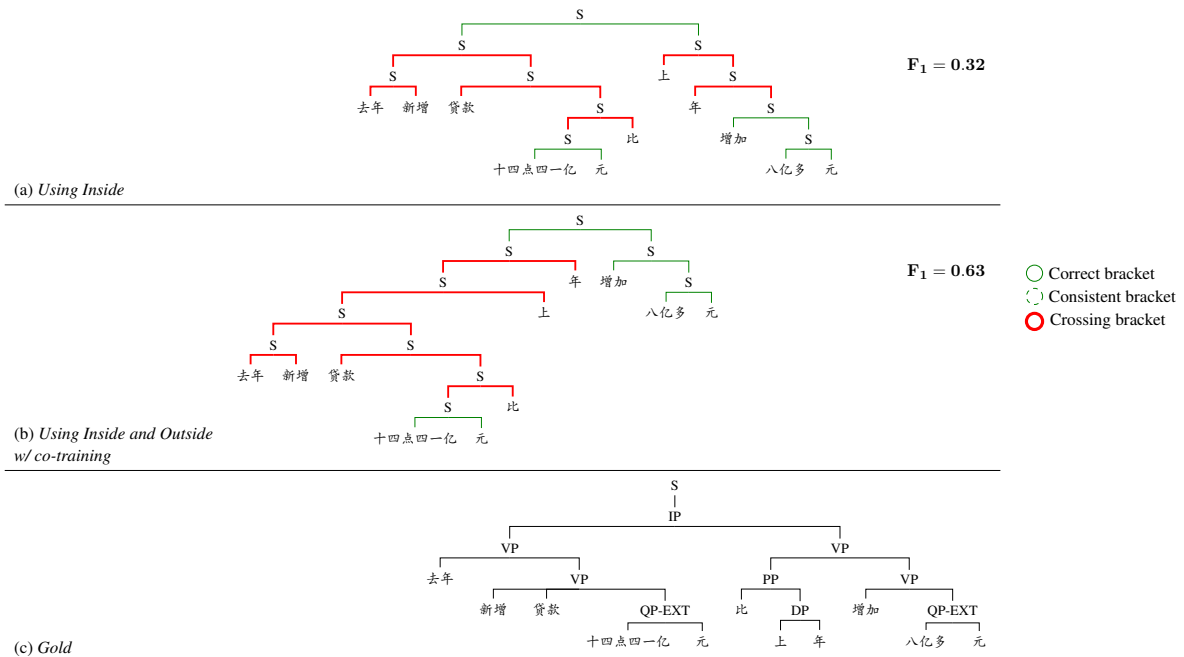 S
S S
F₁ = 0.32
S S 上 S
去年 新增 贷款 S 年 S
S 比 增加 S
十四点四一亿 元 八亿多 元
(a) Using Inside
S
S S
F₁ = 0.63
S 年 增加 S
S 上 八亿多 元
S S
去年 新增 贷款 S
S 比
十四点四一亿 元
(b) Using Inside and Outside
w/ co-training
Correct bracket
Consistent bracket
Crossing bracket
S
IP
VP VP
去年 VP PP VP
新增 贷款 QP-EXT 比 DP 增加 QP-EXT
十四点四一亿 元 上 年 八亿多 元
(c) Gold